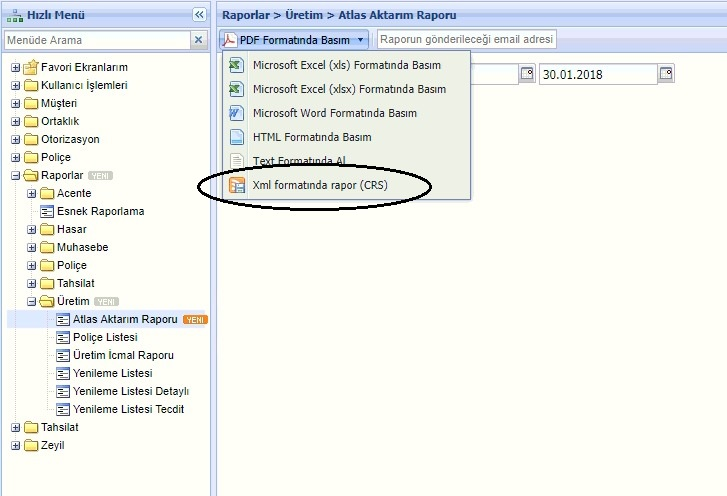 Hızlı Menü
Menüde Arama
Favori Ekranlarım
Kullanıcı İşlemleri
Müşteri
Ortaklık
Otorizasyon
Poliçe
Raporlar YENİ
Acente
Esnek Raporlama
Hasar
Muhasebe
Poliçe
Tahsilat
Üretim YENİ
Atlas Aktarım Raporu YENİ
Poliçe Listesi
Üretim İcmal Raporu
Yenileme Listesi
Yenileme Listesi Detaylı
Yenileme Listesi Tecdit
Tahsilat
Zeyil
Raporlar > Üretim > Atlas Aktarım Raporu
PDF Formatında Basım
Raporun gönderileceği email adresi
Microsoft Excel (xls) Formatında Basım
30.01.2018
Microsoft Excel (xlsx) Formatında Basım
Microsoft Word Formatında Basım
HTML Formatında Basım
Text Formatında Al
Xml formatında rapor (CRS)